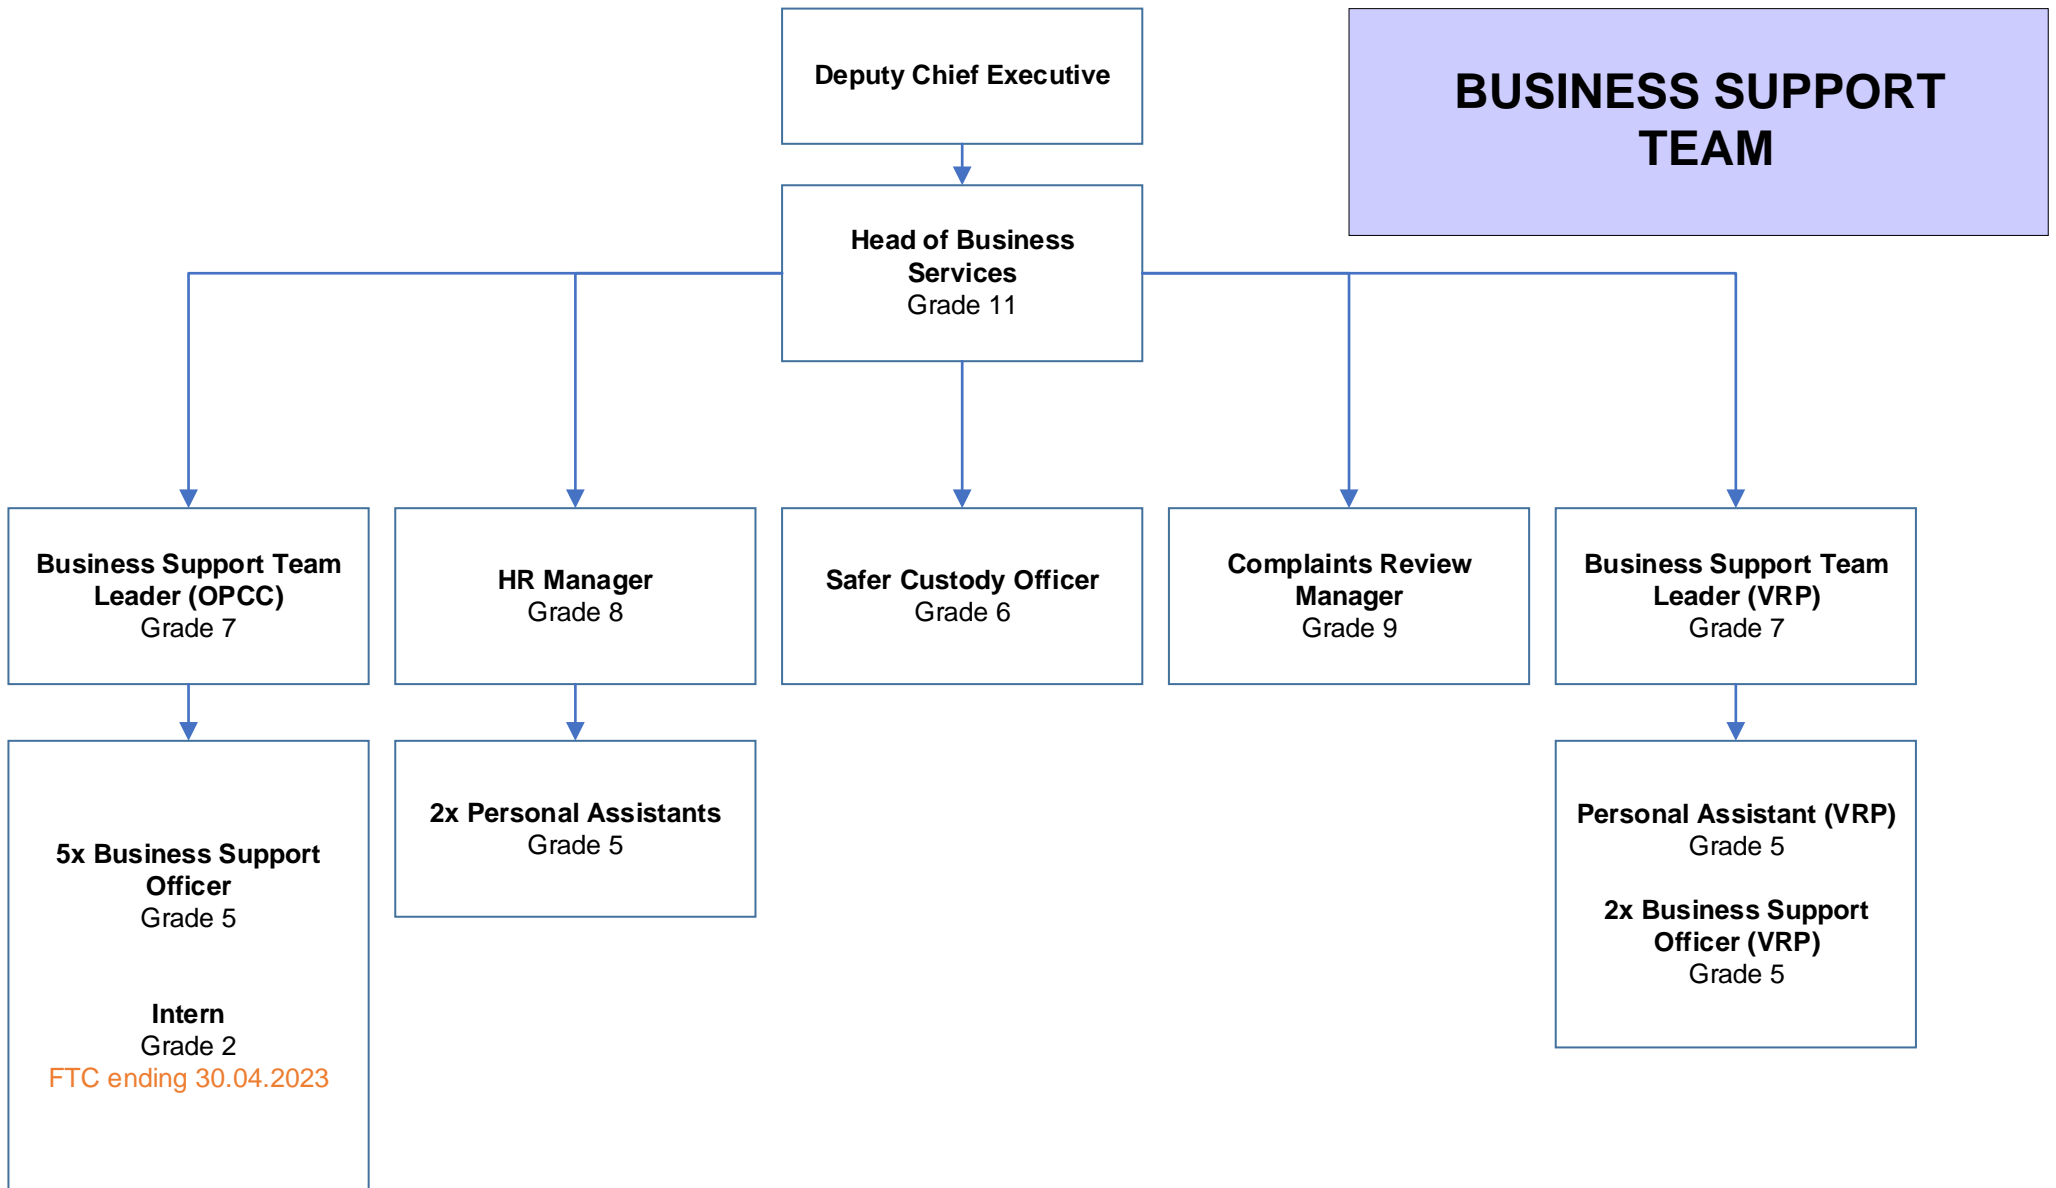 Deputy Chief Executive
BUSINESS SUPPORT
TEAM
Head of Business
Services
Grade 11
Business Support Team
Leader (OPCC)
Grade 7
HR Manager
Grade 8
Safer Custody Officer
Grade 6
Complaints Review
Manager
Grade 9
Business Support Team
Leader (VRP)
Grade 7
5x Business Support
Officer
Grade 5
Intern
Grade 2
FTC ending 30.04.2023
2x Personal Assistants
Grade 5
Personal Assistant (VRP)
Grade 5
2x Business Support
Officer (VRP)
Grade 5